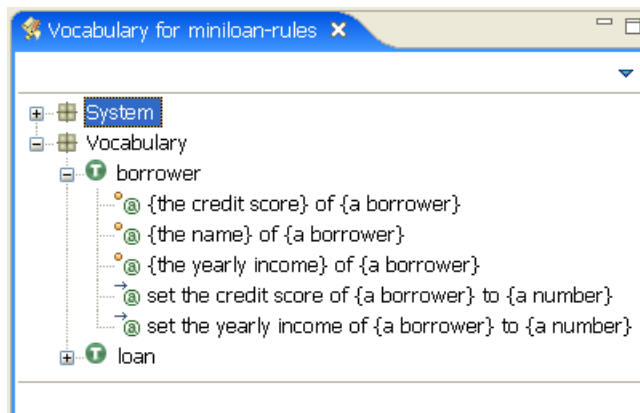 Vocabulary for miniloan-rules
System
Vocabulary
borrower
{the credit score} of {a borrower}
{the name} of {a borrower}
{the yearly income} of {a borrower}
set the credit score of {a borrower} to {a number}
set the yearly income of {a borrower} to {a number}
loan